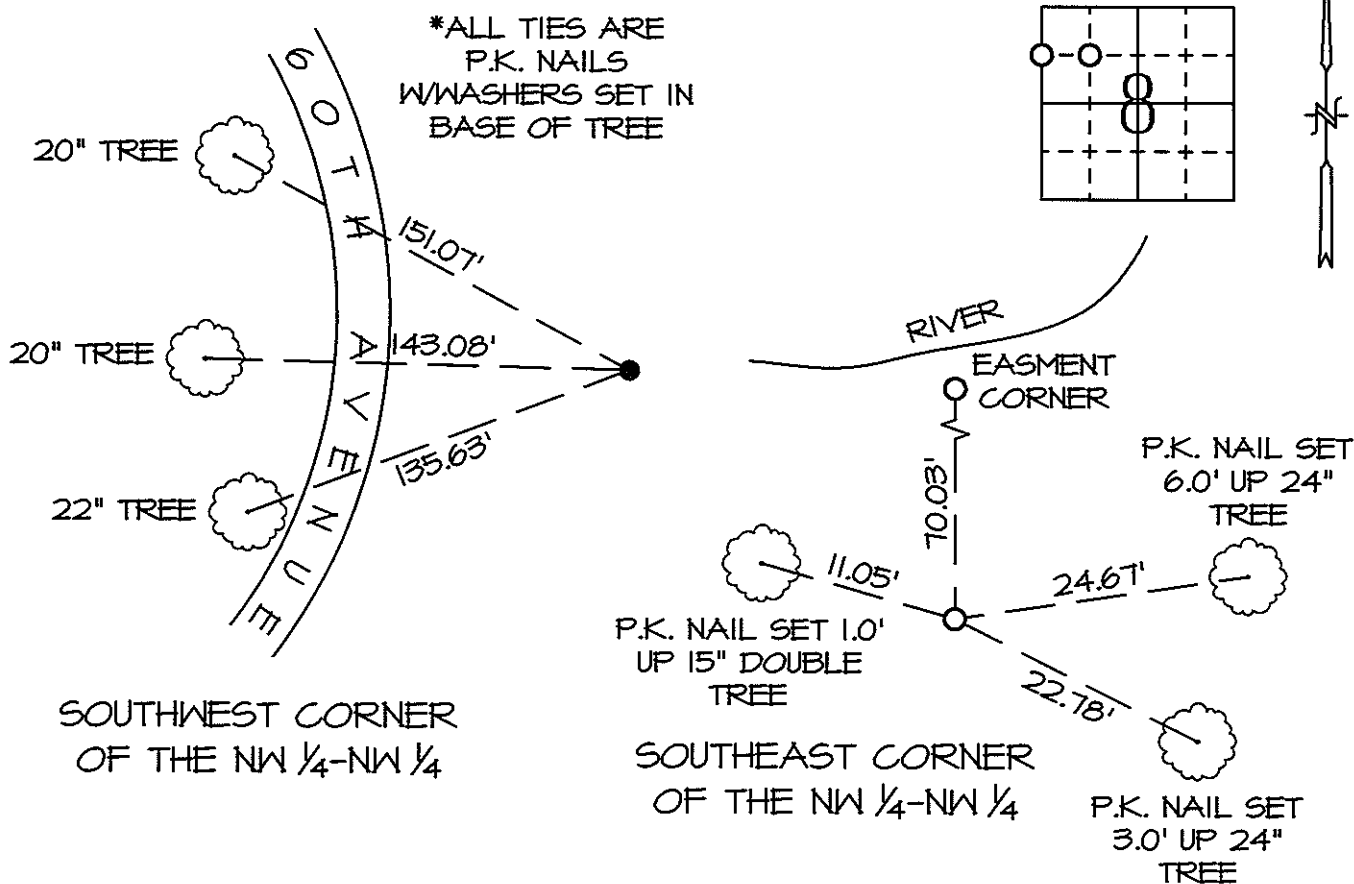 *ALL TIES ARE
P.K. NAILS
W/WASHERS SET IN
BASE OF TREE
8
N
60TH AVENUE
20" TREE
151.07'
20" TREE
143.08'
22" TREE
135.63'
SOUTHWEST CORNER
OF THE NW 1/4-NW 1/4
RIVER
EASMENT
CORNER
70.03'
P.K. NAIL SET
6.0' UP 24"
TREE
11.05'
24.67'
P.K. NAIL SET 1.0'
UP 15" DOUBLE
TREE
22.78'
SOUTHEAST CORNER
OF THE NW 1/4-NW 1/4
P.K. NAIL SET
3.0' UP 24"
TREE